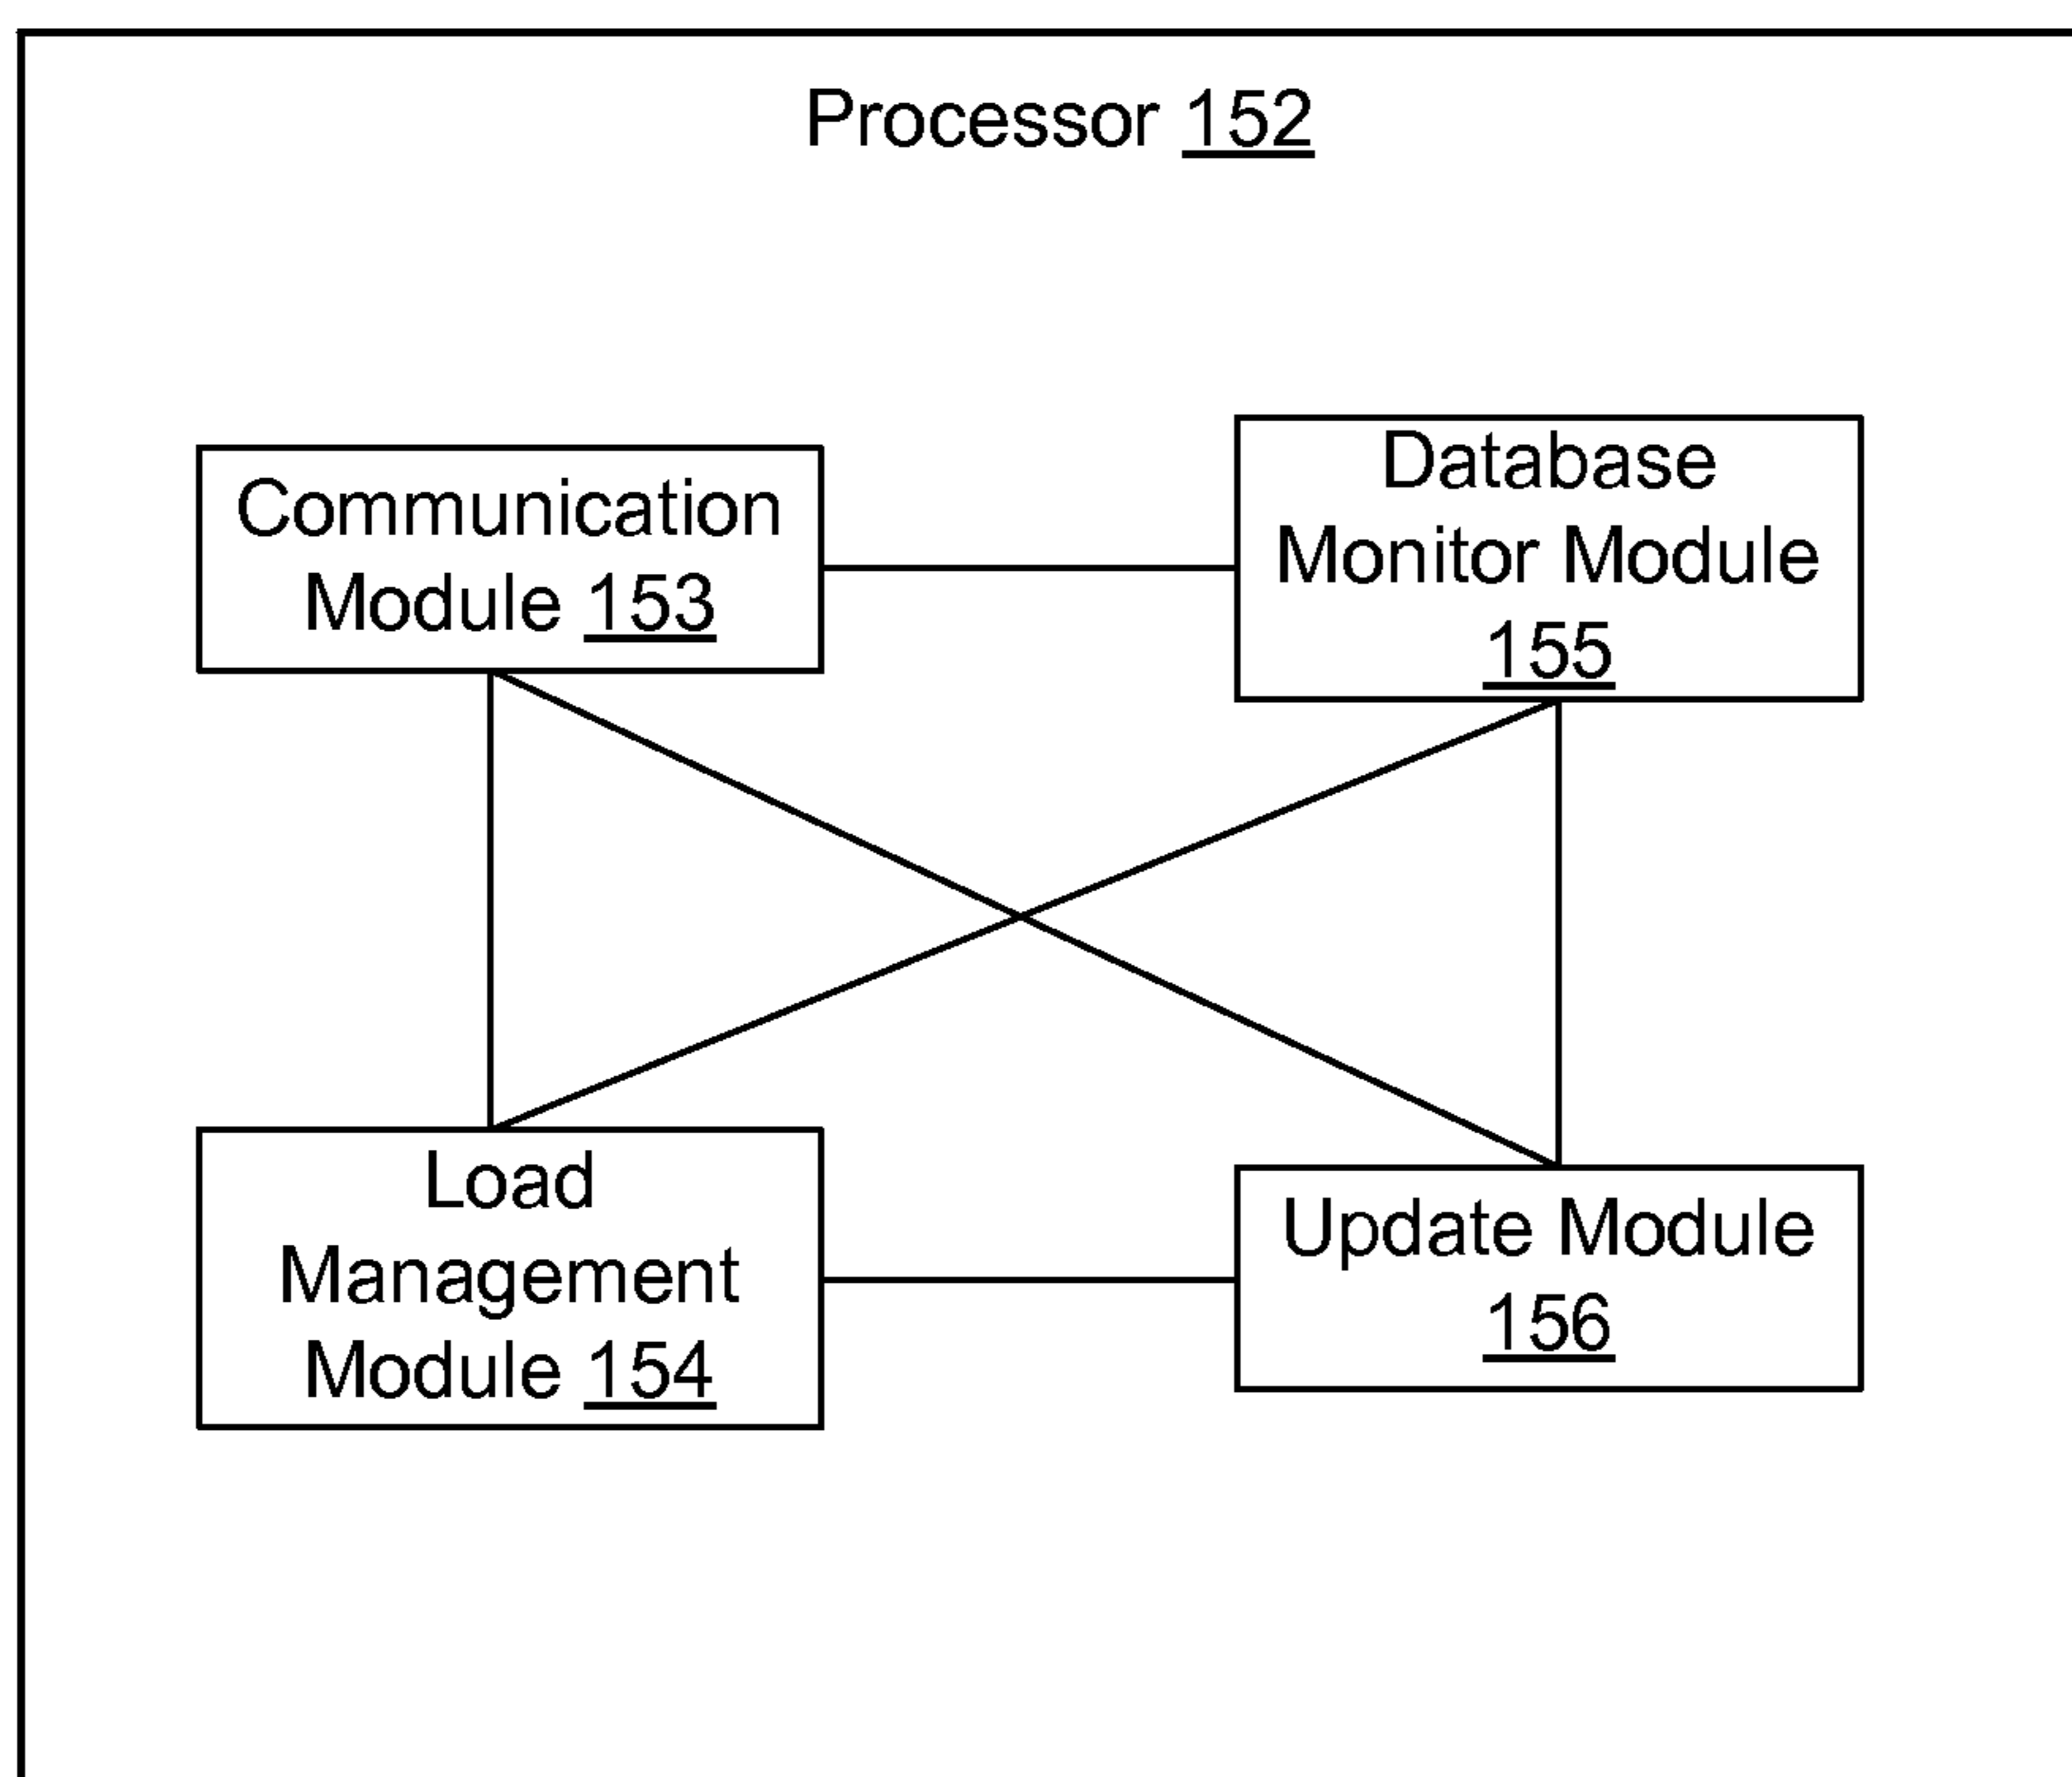 Processor 152
Communication
Module 153
Database
Monitor Module
155
Load
Management
Module 154
Update Module
156